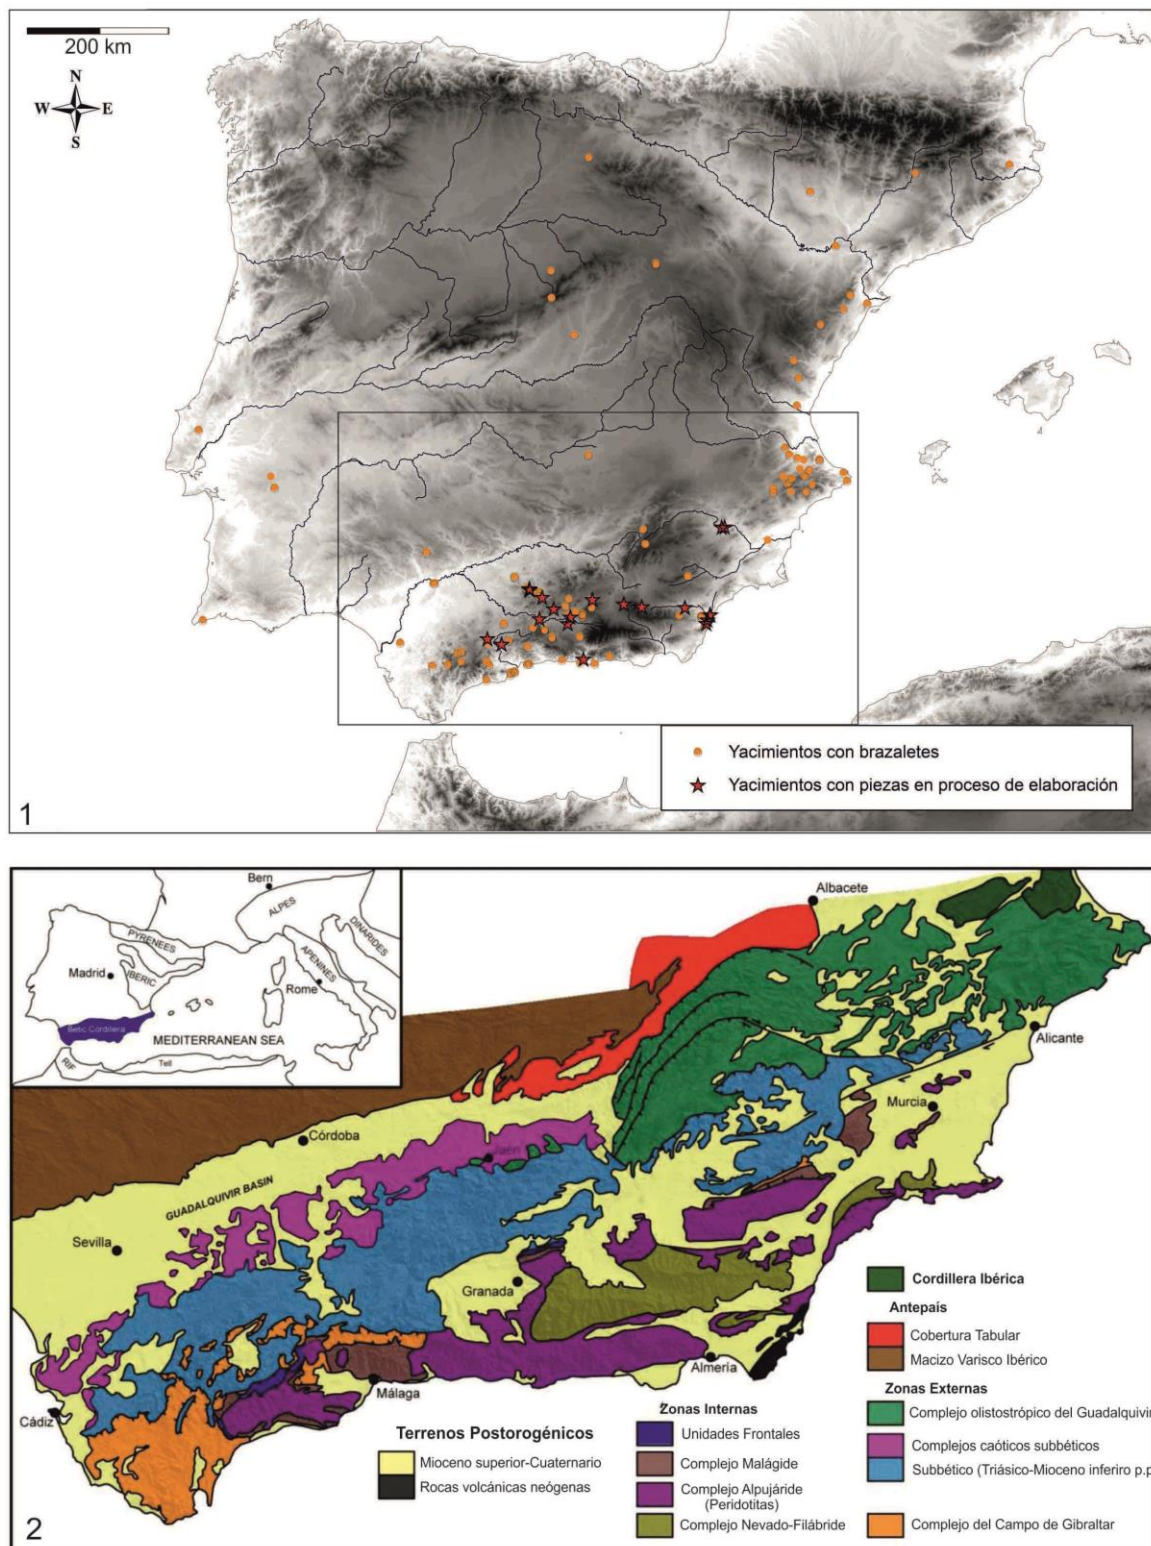 200 km
N
W E
S
Yacimientos con brazaletes
Yacimientos con piezas en proceso de elaboración
1
Bern
ALPES
DINARIDES
PYRENEES
APENINES
Madrid
IBERIC
Rome
Betic Cordillera
MEDITERRANEAN SEA
RIF
Tell
Albacete
Alicante
Murcia
Córdoba
Jaén
GUADALQUIVIR BASIN
Sevilla
Granada
Almería
Málaga
Cádiz
Cordillera Ibérica
Antepaís
Cobertura Tabular
Macizo Varisco Ibérico
Zonas Externas
Complejo olistostrópico del Guadalquivir
Complejos caóticos subbéticos
Subbético (Triásico-Mioceno inferiro p.p
Complejo del Campo de Gibraltar
Zonas Internas
Unidades Frontales
Complejo Malágide
Complejo Alpujáride
(Peridotitas)
Complejo Nevado-Filábride
Terrenos Postorogénicos
Mioceno superior-Cuaternario
Rocas volcánicas neógenas
2